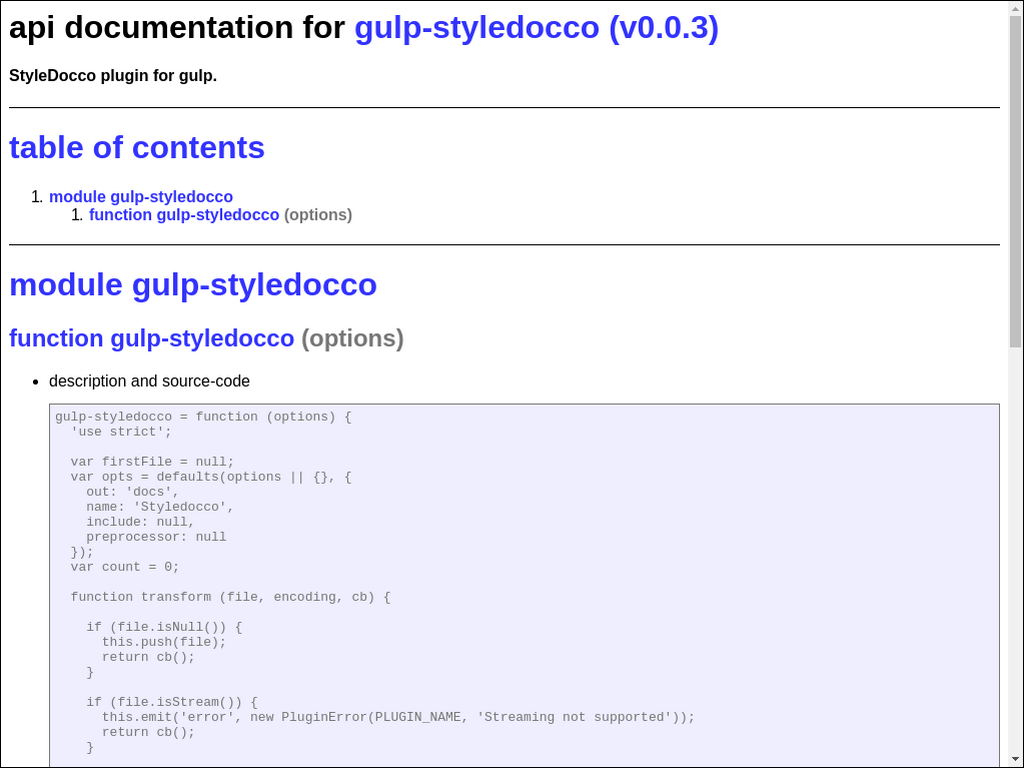 api documentation for gulp-styledocco (v0.0.3)
StyleDocco plugin for gulp.
table of contents
1. module gulp-styledocco
1. function gulp-styledocco (options)
module gulp-styledocco
function gulp-styledocco (options)
• description and source-code
gulp-styledocco = function (options) {
  'use strict';
  var firstFile = null;
  var opts = defaults(options || {}, {
    out: 'docs',
    name: 'Styledocco',
    include: null,
    preprocessor: null
  });
  var count = 0;
  function transform (file, encoding, cb) {
    if (file.isNull()) {
      this.push(file);
      return cb();
    }
    if (file.isStream()) {
      this.emit('error', new PluginError(PLUGIN_NAME, 'Streaming not supported'));
      return cb();
    }